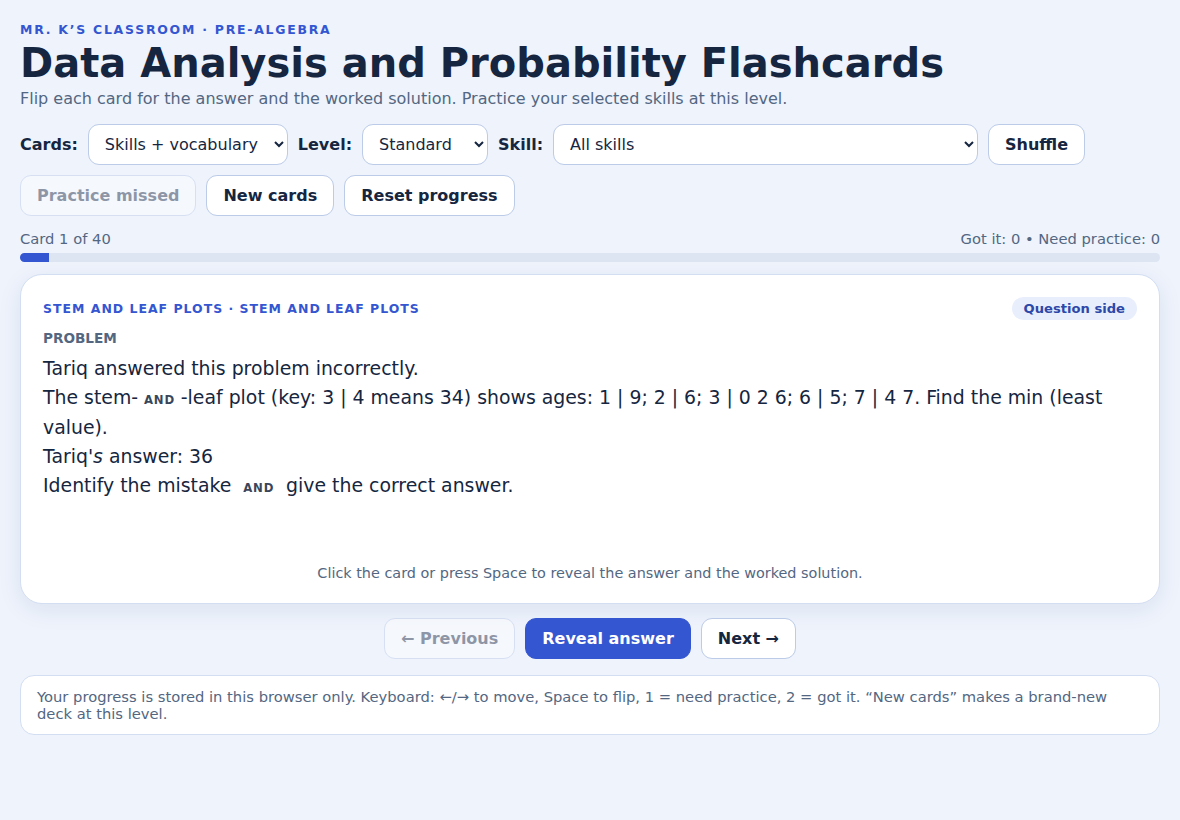 MR. K’S CLASSROOM · PRE-ALGEBRA
Data Analysis and Probability Flashcards
Flip each card for the answer and the worked solution. Practice your selected skills at this level.
Cards: Skills + vocabulary Level: Standard Skill: All skills Shuffle
Practice missed New cards Reset progress
Card 1 of 40 Got it: 0 • Need practice: 0
STEM AND LEAF PLOTS · STEM AND LEAF PLOTS Question side
PROBLEM
Tariq answered this problem incorrectly.
The stem- AND -leaf plot (key: 3 | 4 means 34) shows ages: 1 | 9; 2 | 6; 3 | 0 2 6; 6 | 5; 7 | 4 7. Find the min (least
value).
Tariq's answer: 36
Identify the mistake AND give the correct answer.
Click the card or press Space to reveal the answer and the worked solution.
← Previous Reveal answer Next →
Your progress is stored in this browser only. Keyboard: ←/→ to move, Space to flip, 1 = need practice, 2 = got it. “New cards” makes a brand-new
deck at this level.